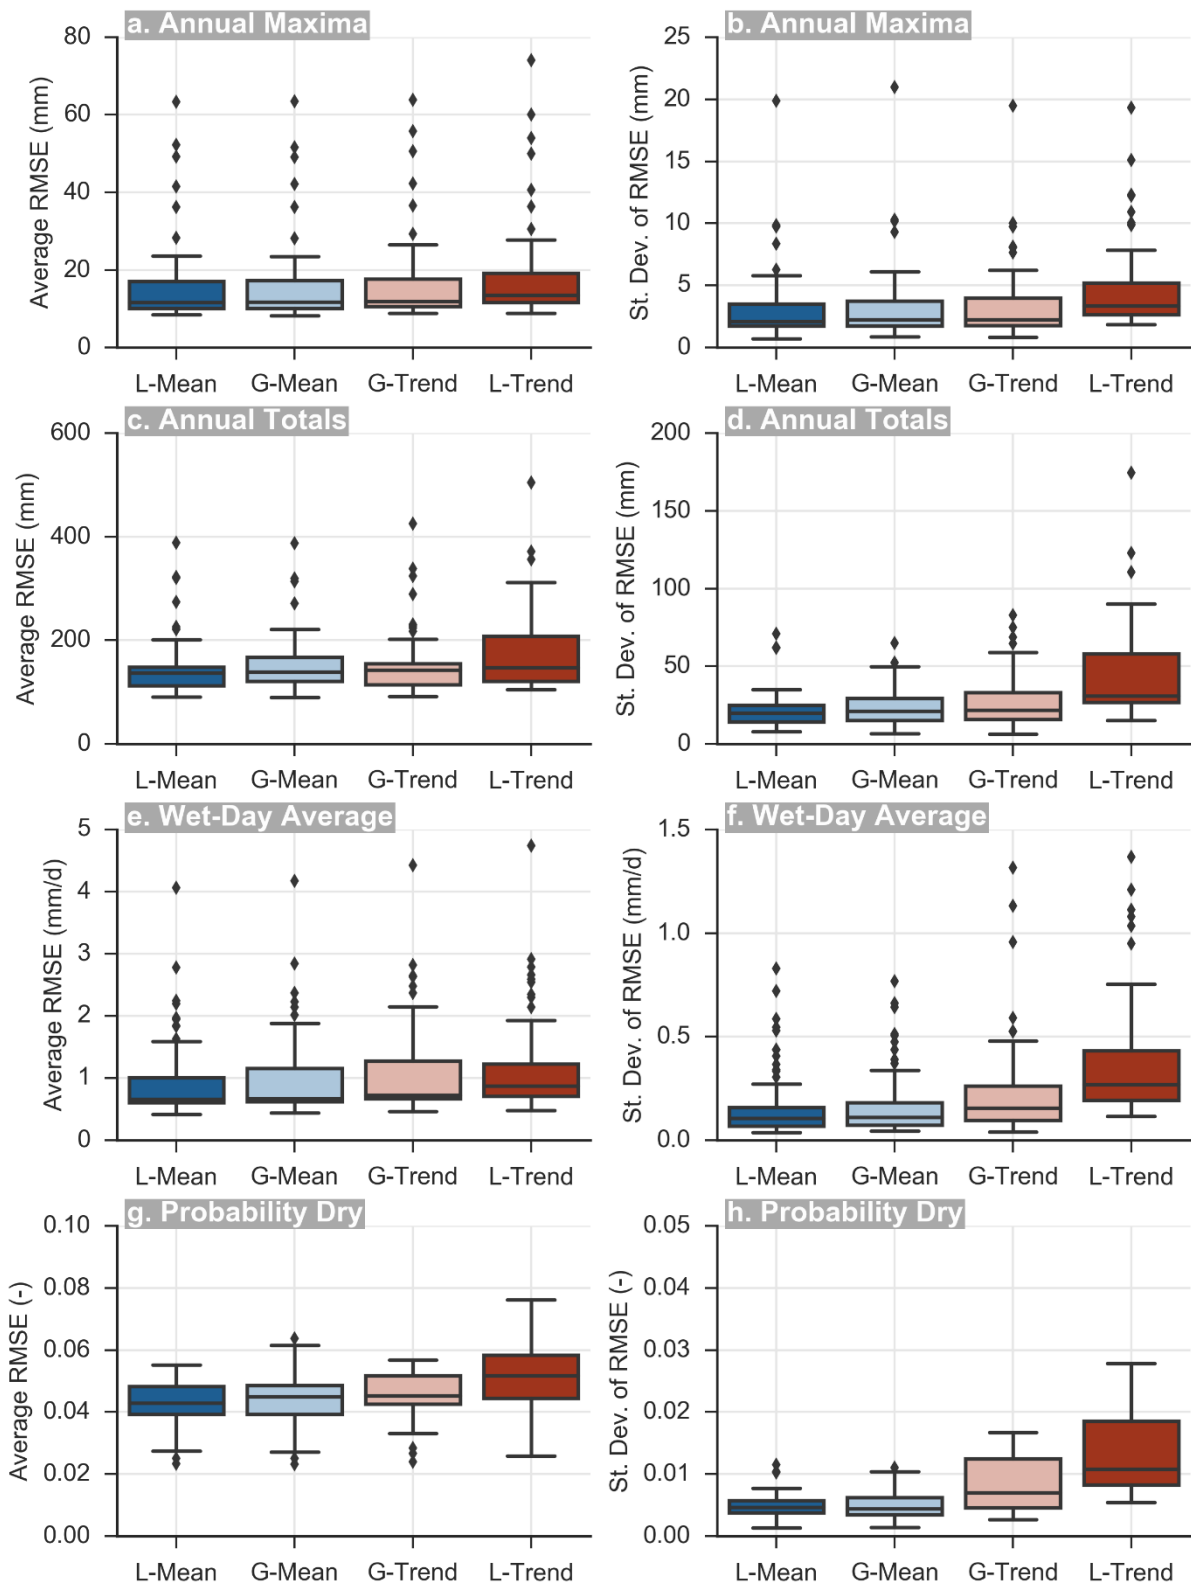 a. Annual Maxima
Average RMSE (mm)
80
60
40
20
0
L-Mean G-Mean G-Trend L-Trend
b. Annual Maxima
St. Dev. of RMSE (mm)
25
20
15
10
5
0
L-Mean G-Mean G-Trend L-Trend
c. Annual Totals
Average RMSE (mm)
600
400
200
0
L-Mean G-Mean G-Trend L-Trend
d. Annual Totals
St. Dev. of RMSE (mm)
200
150
100
50
0
L-Mean G-Mean G-Trend L-Trend
e. Wet-Day Average
Average RMSE (mm/d)
5
4
3
2
1
0
L-Mean G-Mean G-Trend L-Trend
f. Wet-Day Average
St. Dev. of RMSE (mm/d)
1.5
1.0
0.5
0.0
L-Mean G-Mean G-Trend L-Trend
g. Probability Dry
Average RMSE (-)
0.10
0.08
0.06
0.04
0.02
0.00
L-Mean G-Mean G-Trend L-Trend
h. Probability Dry
St. Dev. of RMSE (-)
0.05
0.04
0.03
0.02
0.01
0.00
L-Mean G-Mean G-Trend L-Trend